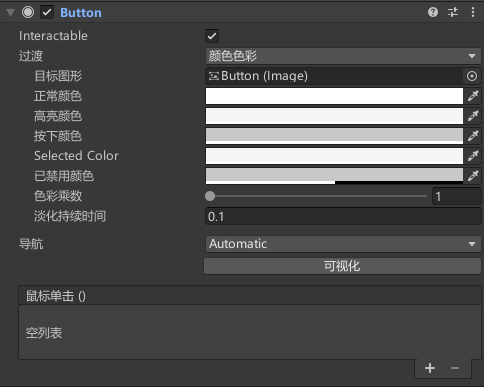 Button
Interactable
过渡 颜色色彩
目标图形 Button (Image)
正常颜色
高亮颜色
按下颜色
Selected Color
已禁用颜色
色彩乘数 1
淡化持续时间 0.1
导航 Automatic
可视化
鼠标单击 ()
空列表